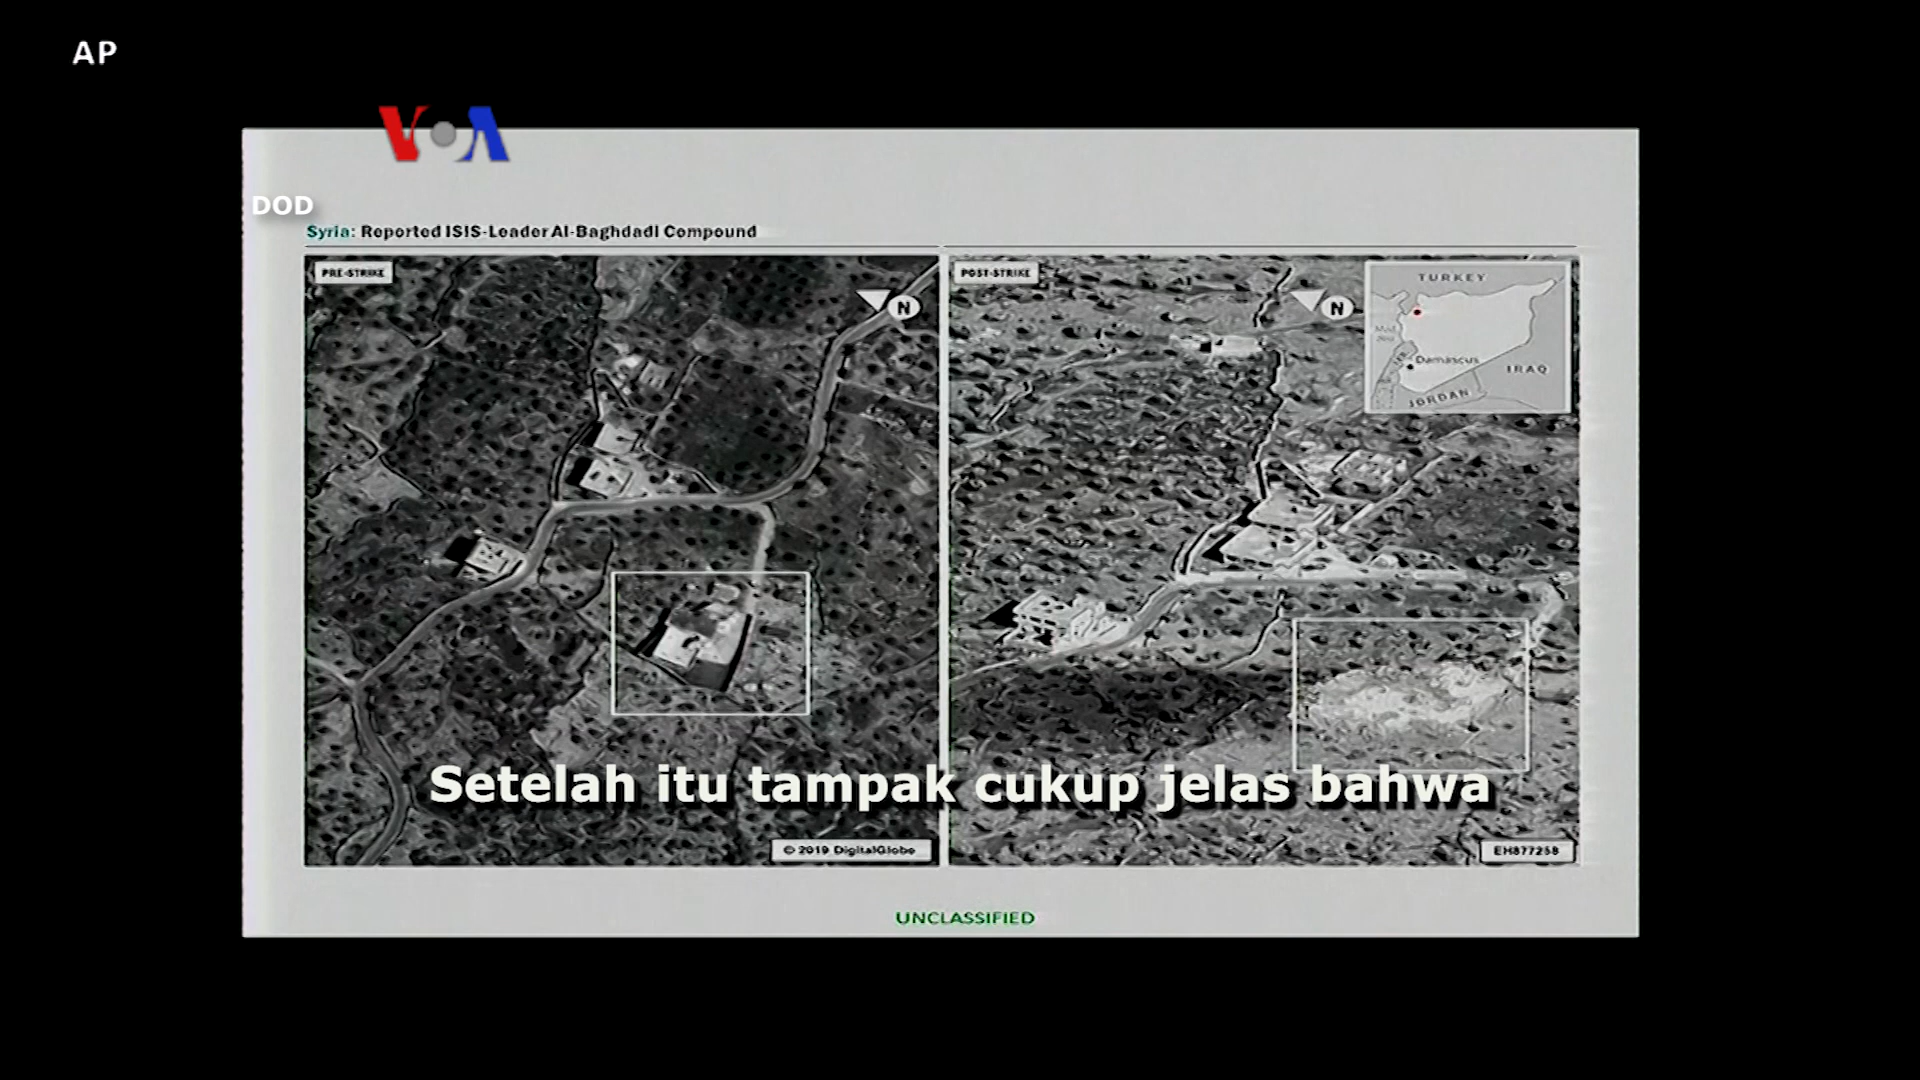 AP
VOA
DOD
Syria: Reported ISIS-Leader Al-Baghdadi Compound
PRE-STRIKE
N
POST-STRIKE
N
TURKEY
Damascus
IRAQ
JORDAN
Setelah itu tampak cukup jelas bahwa
© 2019 DigitalGlobe
EH877258
UNCLASSIFIED